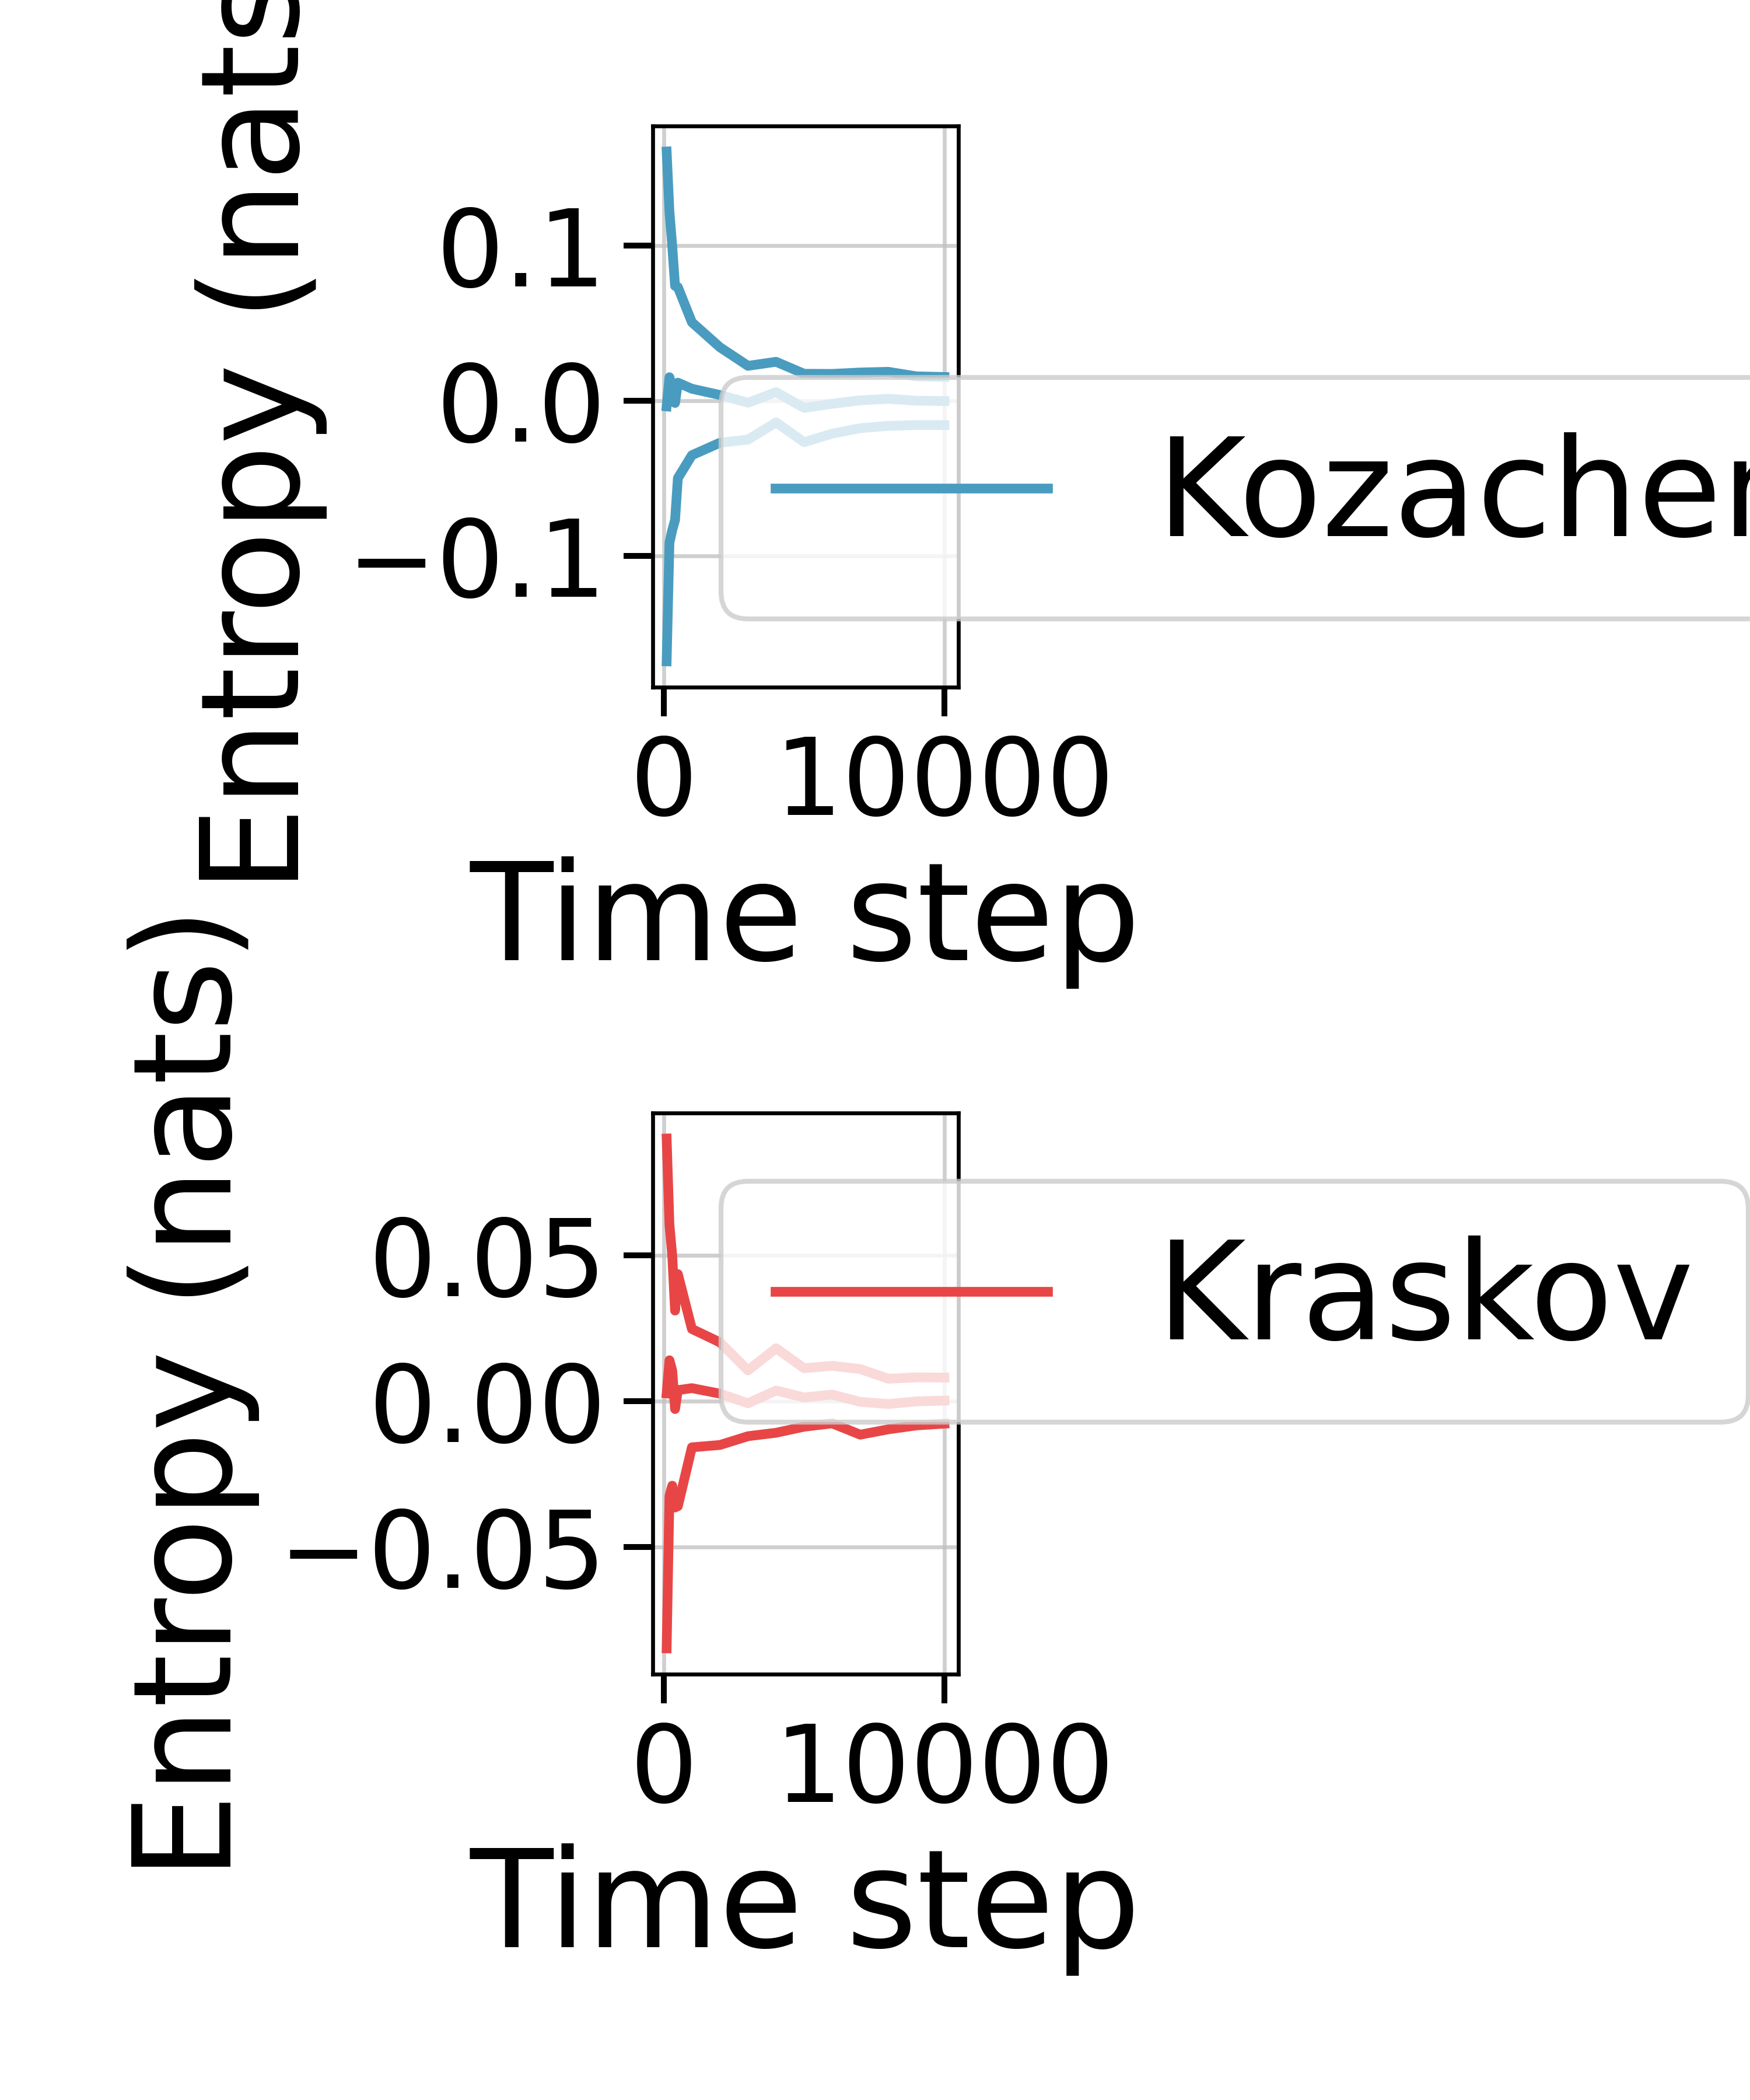 Entropy (nats
0.1
0.0
−0.1
Kozacher
0 10000
Time step
Entropy (nats)
0.05
0.00
−0.05
Kraskov
0 10000
Time step